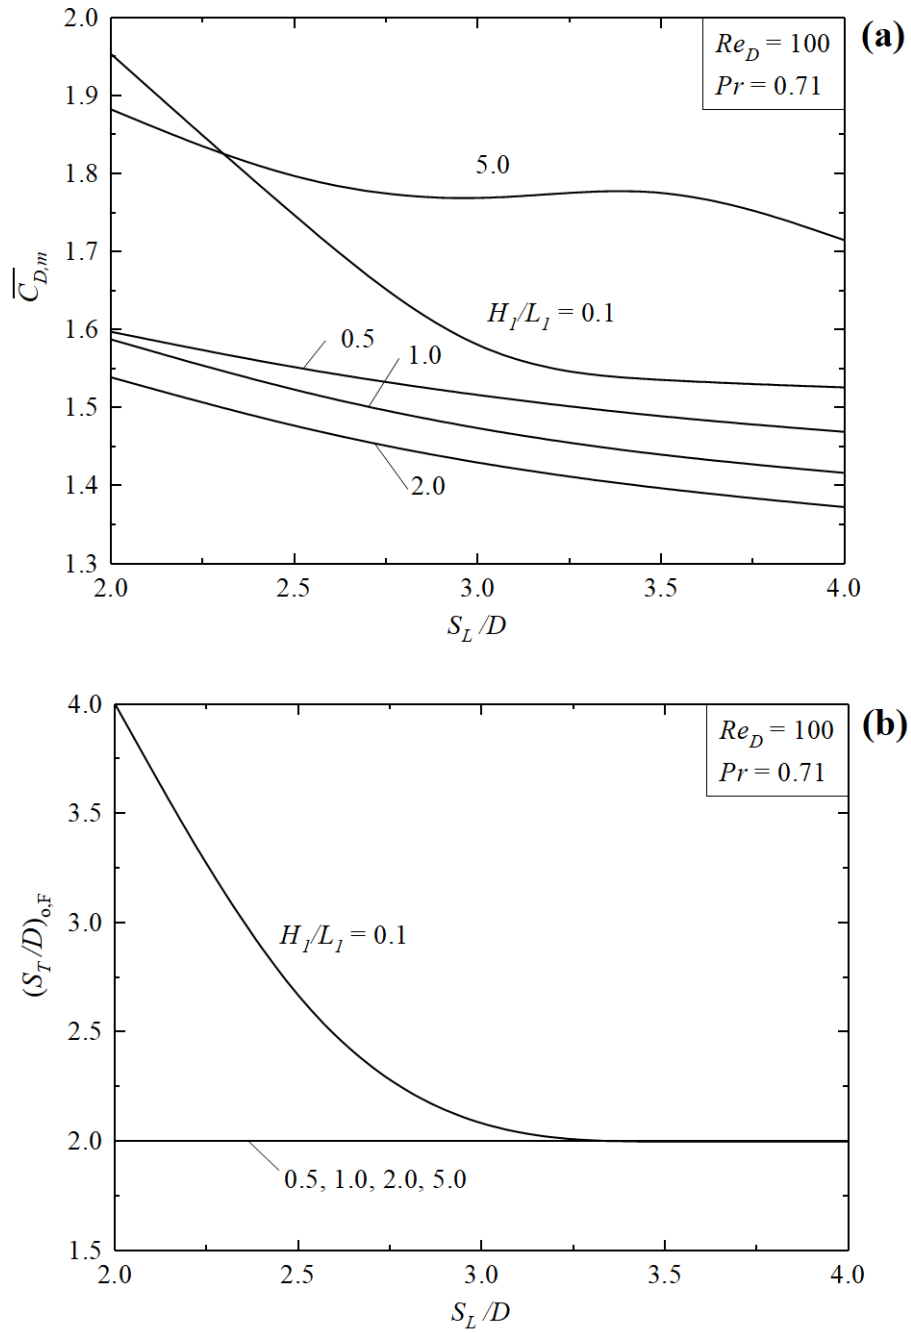 (a)
Re_D = 100
Pr = 0.71
2.0
1.9
1.8
1.7
1.6
1.5
1.4
1.3
C̅_D,m
5.0
H_1/L_1 = 0.1
0.5
1.0
2.0
2.0
2.5
3.0
3.5
4.0
S_L/D
(b)
Re_D = 100
Pr = 0.71
4.0
3.5
3.0
2.5
2.0
1.5
(S_T/D)_o,F
H_1/L_1 = 0.1
0.5, 1.0, 2.0, 5.0
2.0
2.5
3.0
3.5
4.0
S_L/D